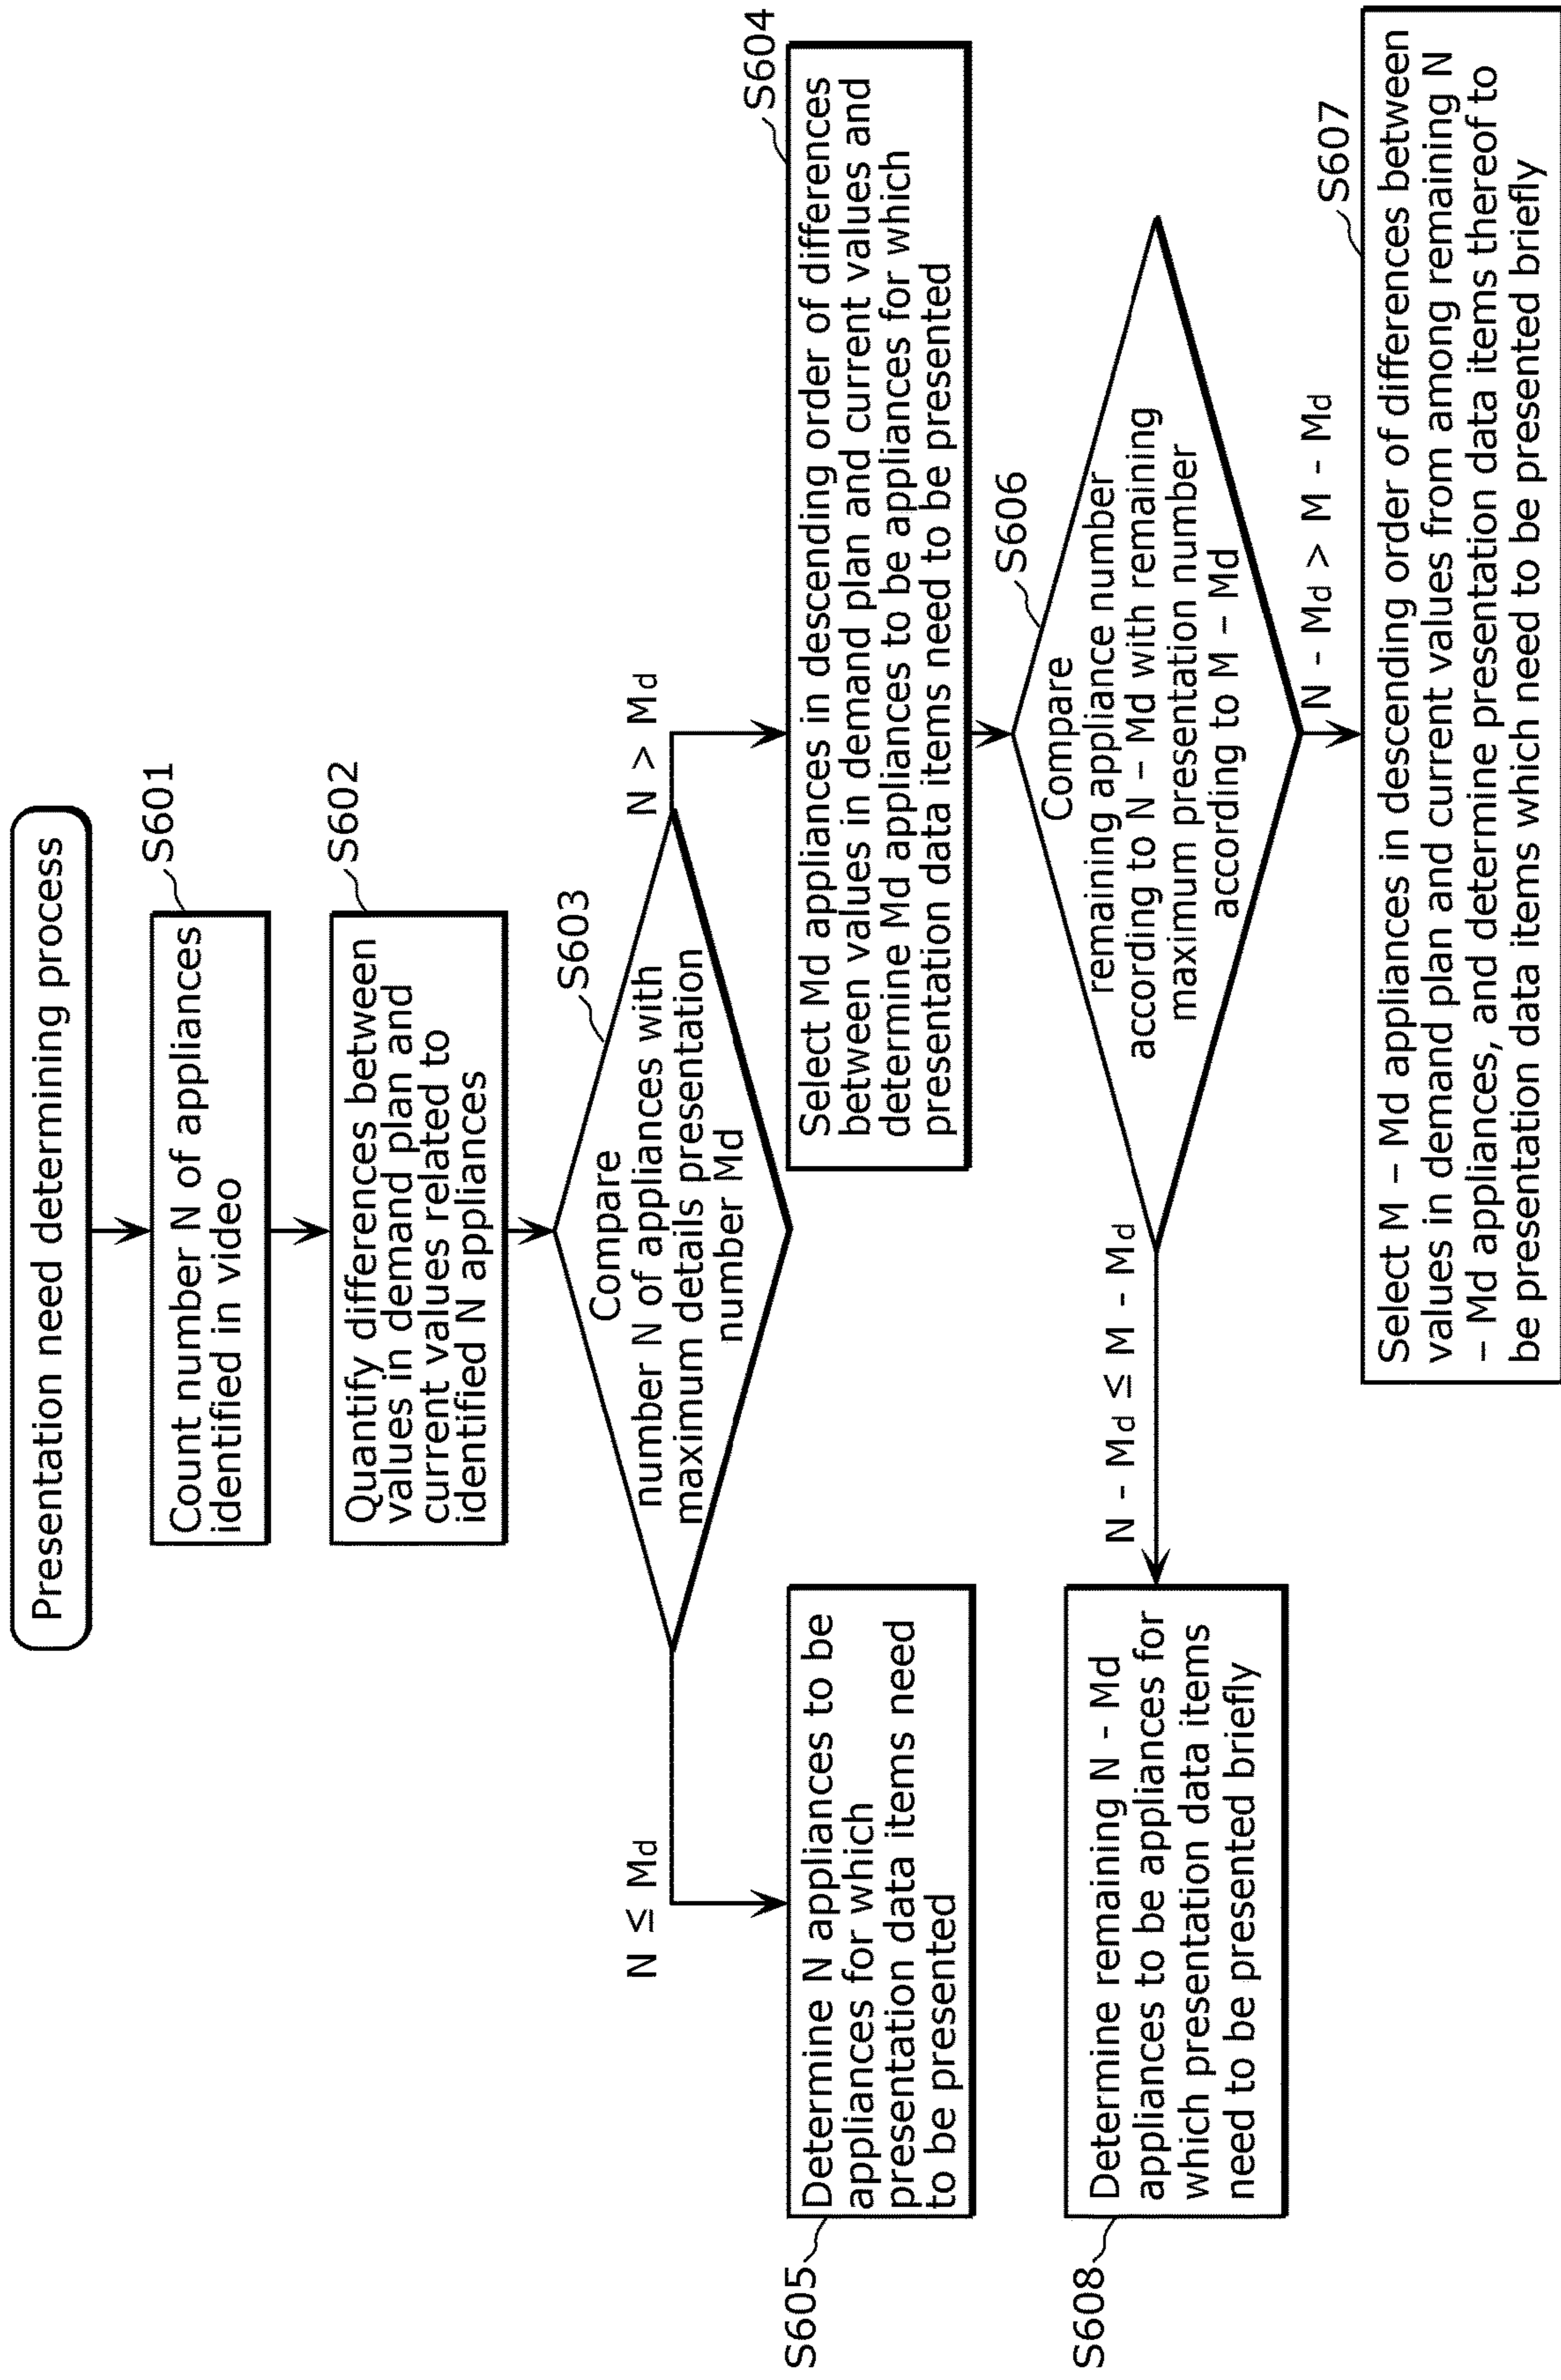 Presentation need determining process
S601
Count number N of appliances
identified in video
S602
Quantify differences between
values in demand plan and
current values related to
identified N appliances
S603
Compare
number N of appliances with
maximum details presentation
number Md
N ≤ Md
N > Md
S604
Select Md appliances in descending order of differences
between values in demand plan and current values and
determine Md appliances to be appliances for which
presentation data items need to be presented
S605
Determine N appliances to be
appliances for which
presentation data items need
to be presented
S606
Compare
remaining appliance number
according to N – Md with remaining
maximum presentation number
according to M – Md
N - Md ≤ M - Md
N - Md > M - Md
S608
Determine remaining N - Md
appliances to be appliances for
which presentation data items
need to be presented briefly
S607
Select M – Md appliances in descending order of differences between
values in demand plan and current values from among remaining N
– Md appliances, and determine presentation data items thereof to
be presentation data items which need to be presented briefly